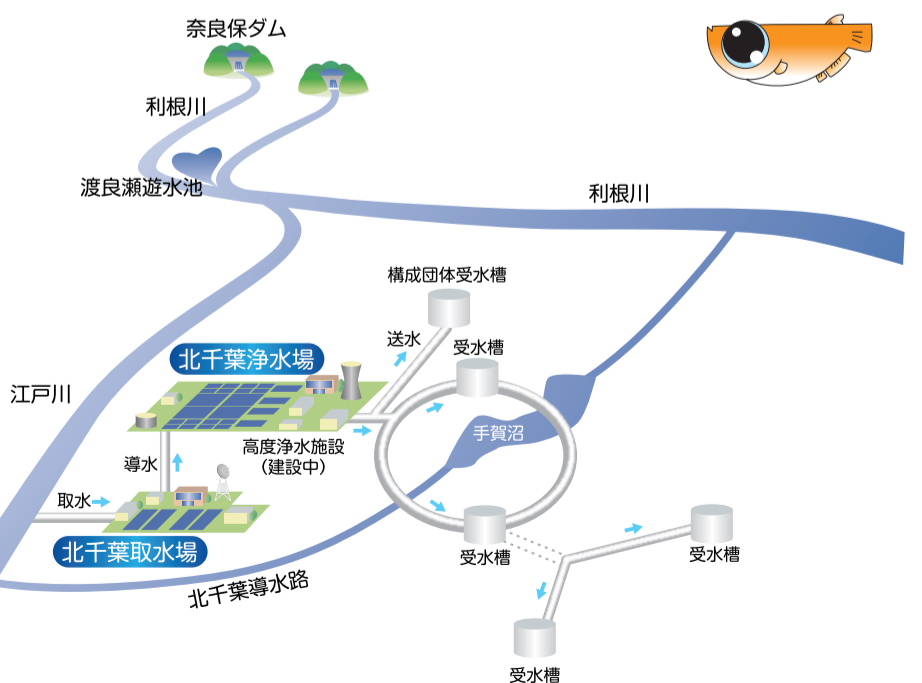 奈良保ダム
利根川
渡良瀬遊水池
利根川
構成団体受水槽
送水
受水槽
北千葉浄水場
江戸川
手賀沼
高度浄水施設
（建設中）
導水
取水
北千葉取水場
受水槽
受水槽
北千葉導水路
受水槽